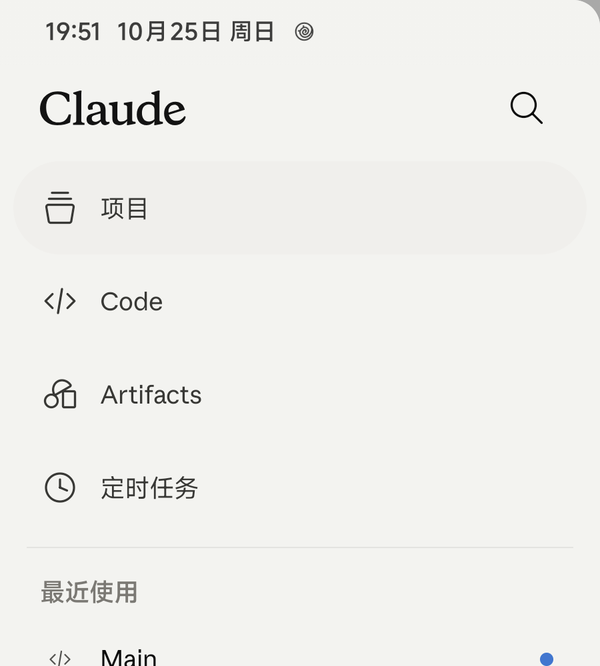 19:51 10月25日 周日
Claude
项目
Code
Artifacts
定时任务
最近使用
Main